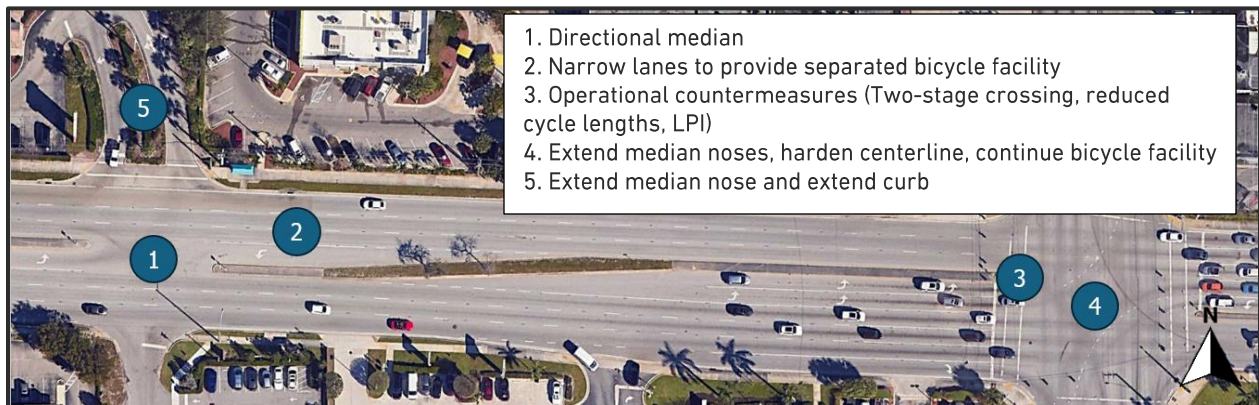 1. Directional median
2. Narrow lanes to provide separated bicycle facility
3. Operational countermeasures (Two-stage crossing, reduced
cycle lengths, LPI)
4. Extend median noses, harden centerline, continue bicycle facility
5. Extend median nose and extend curb
5
2
1
3
4
N